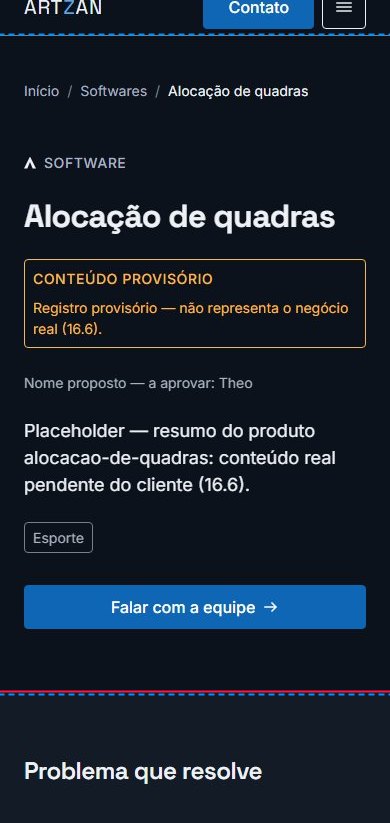 ARTZAN
Contato
Início / Softwares / Alocação de quadras
SOFTWARE
Alocação de quadras
CONTEÚDO PROVISÓRIO
Registro provisório — não representa o negócio
real (16.6).
Nome proposto — a aprovar: Theo
Placeholder — resumo do produto
alocacao-de-quadras: conteúdo real
pendente do cliente (16.6).
Esporte
Falar com a equipe →
Problema que resolve